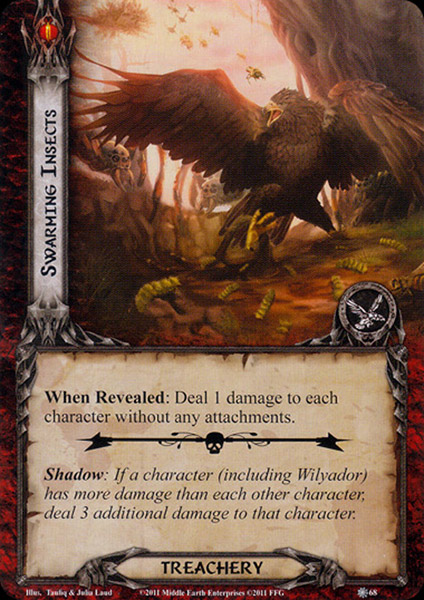 SWARMING INSECTS
When Revealed: Deal 1 damage to each
character without any attachments.
Shadow: If a character (including Wilyador)
has more damage than each other character,
deal 3 additional damage to that character.
TREACHERY
Illus. Taufiq & Julia Laud ©2011 Middle Earth Enterprises ©2011 FFG 68